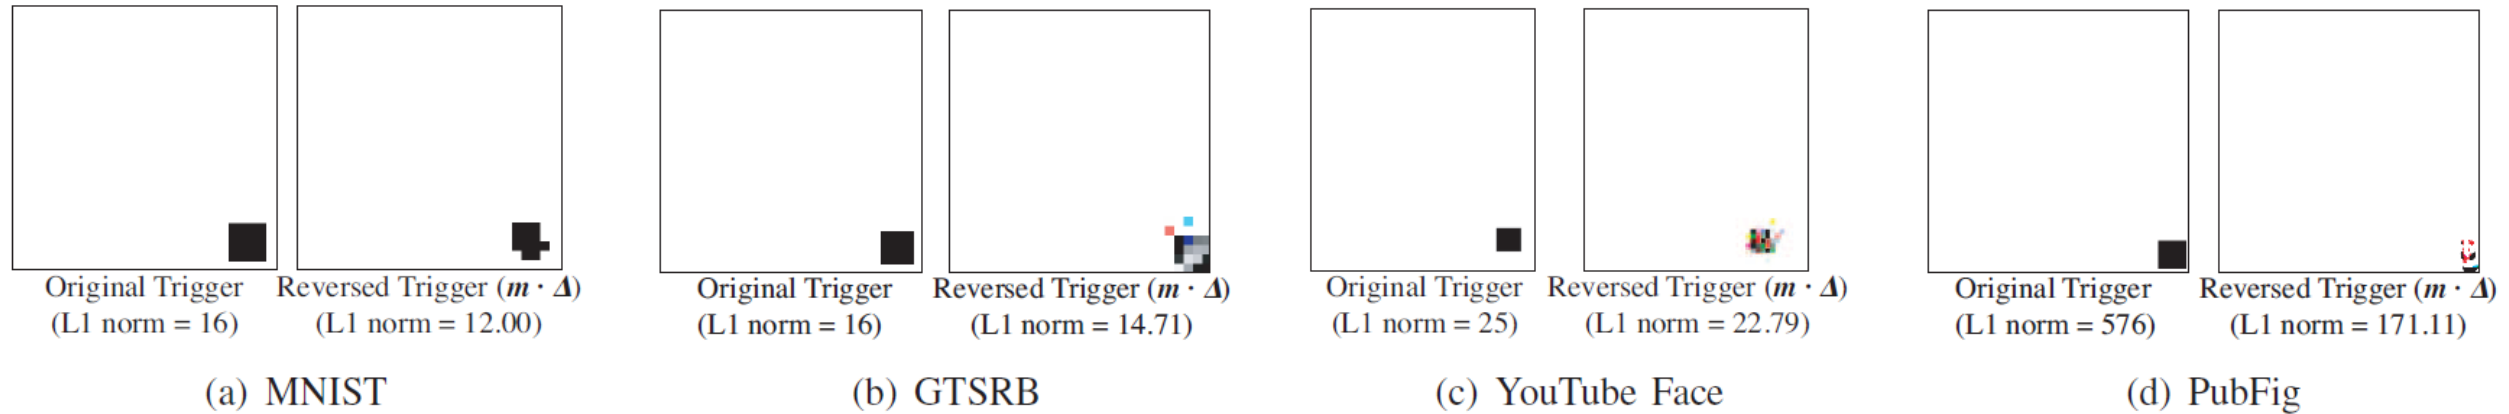 Original Trigger
(L1 norm = 16)
Reversed Trigger (m · Δ)
(L1 norm = 12.00)
(a) MNIST
Original Trigger
(L1 norm = 16)
Reversed Trigger (m · Δ)
(L1 norm = 14.71)
(b) GTSRB
Original Trigger
(L1 norm = 25)
Reversed Trigger (m · Δ)
(L1 norm = 22.79)
(c) YouTube Face
Original Trigger
(L1 norm = 576)
Reversed Trigger (m · Δ)
(L1 norm = 171.11)
(d) PubFig